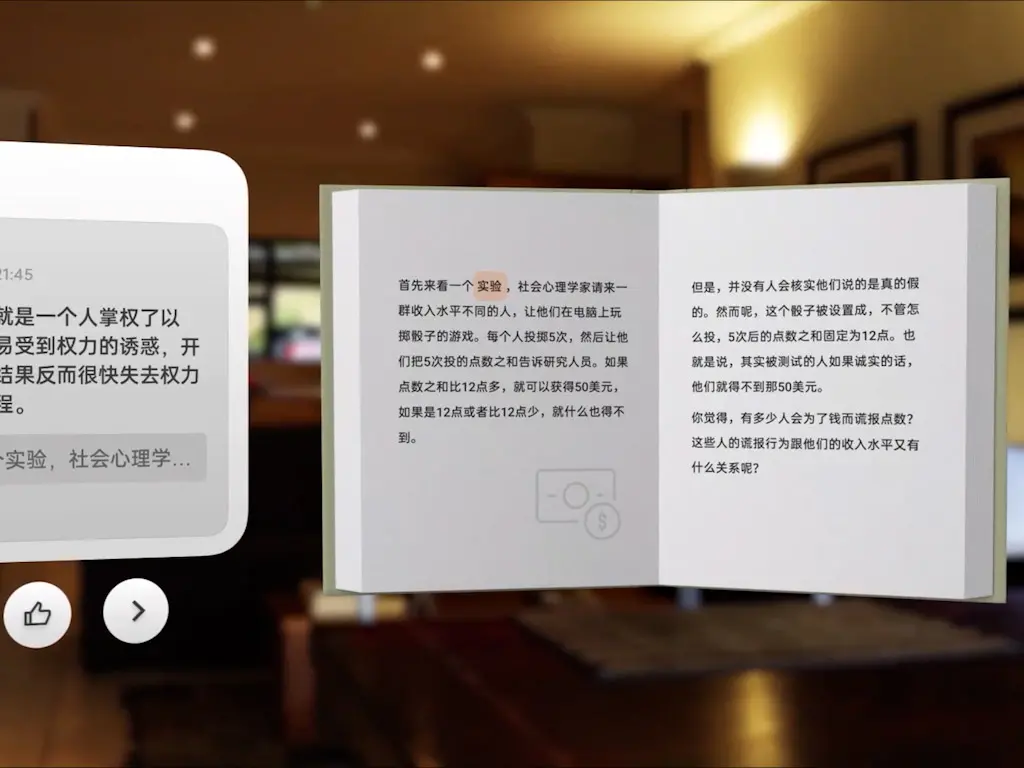 21:45
就是一个人掌权了以
易受到权力的诱惑，开
结果反而很快失去权力
程。
个实验，社会心理学...
首先来看一个实验，社会心理学家请来一
群收入水平不同的人，让他们在电脑上玩
掷骰子的游戏。每个人投掷5次，然后让他
们把5次投的点数之和告诉研究人员。如果
点数之和比12点多，就可以获得50美元，
如果是12点或者比12点少，就什么也得不
到。
$
但是，并没有人会核实他们说的是真的假
的。然而呢，这个骰子被设置成，不管怎
么投，5次后的点数之和固定为12点。也
就是说，其实被测试的人如果诚实的话，
他们就得不到那50美元。
你觉得，有多少人会为了钱而谎报点数？
这些人的谎报行为跟他们的收入水平又有
什么关系呢？